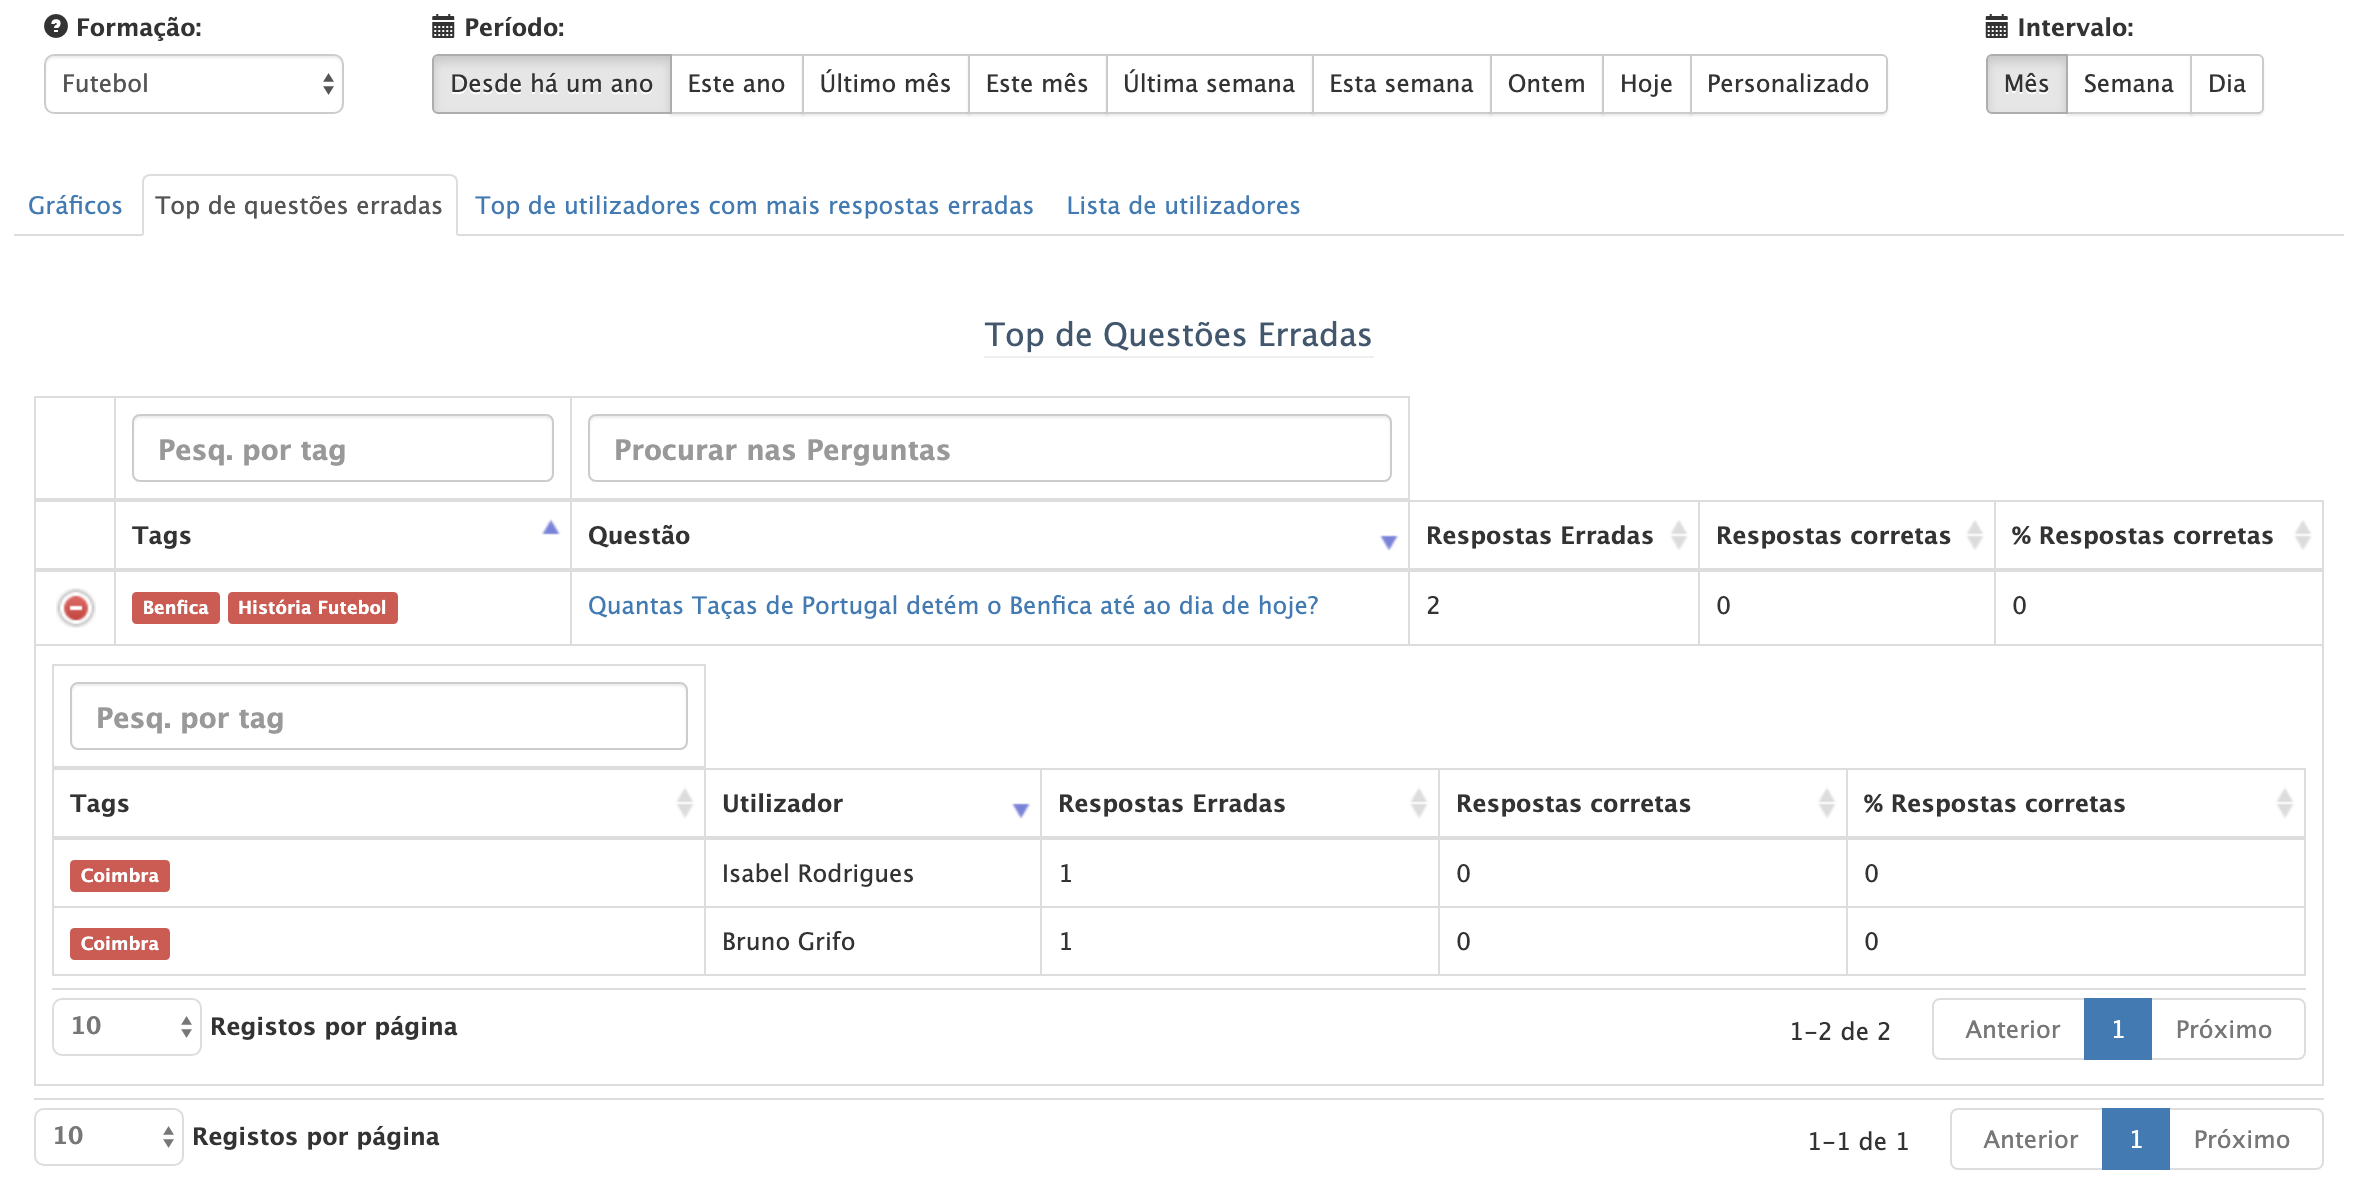 Formação:
Período:
Intervalo:
Futebol
Desde há um ano Este ano Último mês Este mês Última semana Esta semana Ontem Hoje Personalizado
Mês Semana Dia
Gráficos Top de questões erradas Top de utilizadores com mais respostas erradas Lista de utilizadores
Top de Questões Erradas
Pesq. por tag Procurar nas Perguntas
Tags Questão Respostas Erradas Respostas corretas % Respostas corretas
Benfica História Futebol Quantas Taças de Portugal detém o Benfica até ao dia de hoje? 2 0 0
Pesq. por tag
Tags Utilizador Respostas Erradas Respostas corretas % Respostas corretas
Coimbra Isabel Rodrigues 1 0 0
Coimbra Bruno Grifo 1 0 0
10 Registos por página 1-2 de 2 Anterior 1 Próximo
10 Registos por página 1-1 de 1 Anterior 1 Próximo